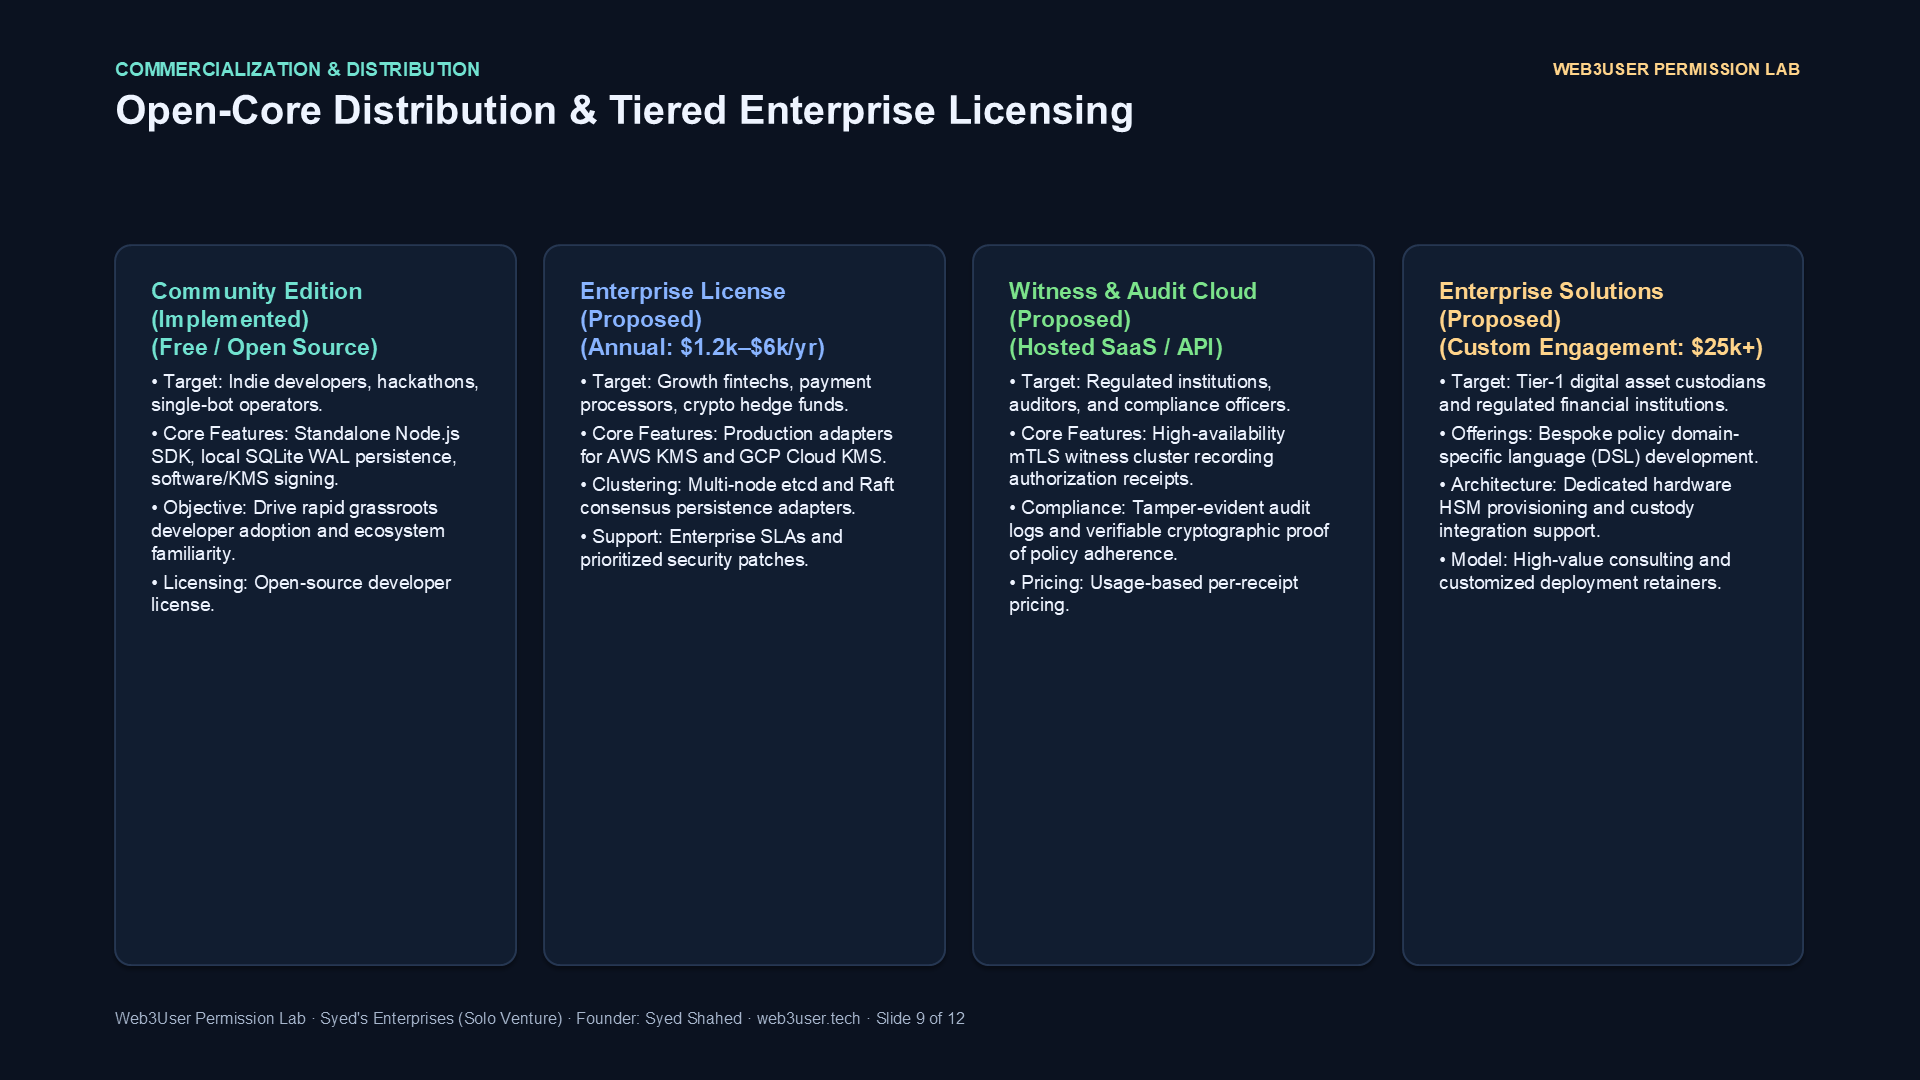 COMMERCIALIZATION & DISTRIBUTION
WEB3USER PERMISSION LAB
Open-Core Distribution & Tiered Enterprise Licensing
Community Edition
(Implemented)
(Free / Open Source)
• Target: Indie developers, hackathons,
single-bot operators.
• Core Features: Standalone Node.js
SDK, local SQLite WAL persistence,
software/KMS signing.
• Objective: Drive rapid grassroots
developer adoption and ecosystem
familiarity.
• Licensing: Open-source developer
license.
Enterprise License
(Proposed)
(Annual: $1.2k–$6k/yr)
• Target: Growth fintechs, payment
processors, crypto hedge funds.
• Core Features: Production adapters
for AWS KMS and GCP Cloud KMS.
• Clustering: Multi-node etcd and Raft
consensus persistence adapters.
• Support: Enterprise SLAs and
prioritized security patches.
Witness & Audit Cloud
(Proposed)
(Hosted SaaS / API)
• Target: Regulated institutions,
auditors, and compliance officers.
• Core Features: High-availability
mTLS witness cluster recording
authorization receipts.
• Compliance: Tamper-evident audit
logs and verifiable cryptographic proof
of policy adherence.
• Pricing: Usage-based per-receipt
pricing.
Enterprise Solutions
(Proposed)
(Custom Engagement: $25k+)
• Target: Tier-1 digital asset custodians
and regulated financial institutions.
• Offerings: Bespoke policy domain-
specific language (DSL) development.
• Architecture: Dedicated hardware
HSM provisioning and custody
integration support.
• Model: High-value consulting and
customized deployment retainers.
Web3User Permission Lab · Syed's Enterprises (Solo Venture) · Founder: Syed Shahed · web3user.tech · Slide 9 of 12